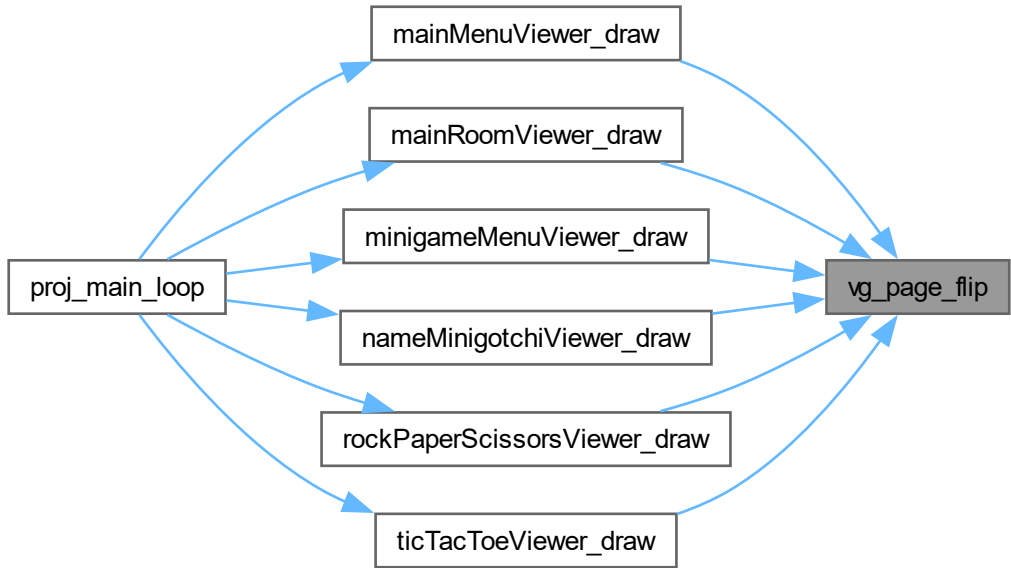 mainMenuViewer_draw
mainRoomViewer_draw
minigameMenuViewer_draw
proj_main_loop
vg_page_flip
nameMinigotchiViewer_draw
rockPaperScissorsViewer_draw
ticTacToeViewer_draw